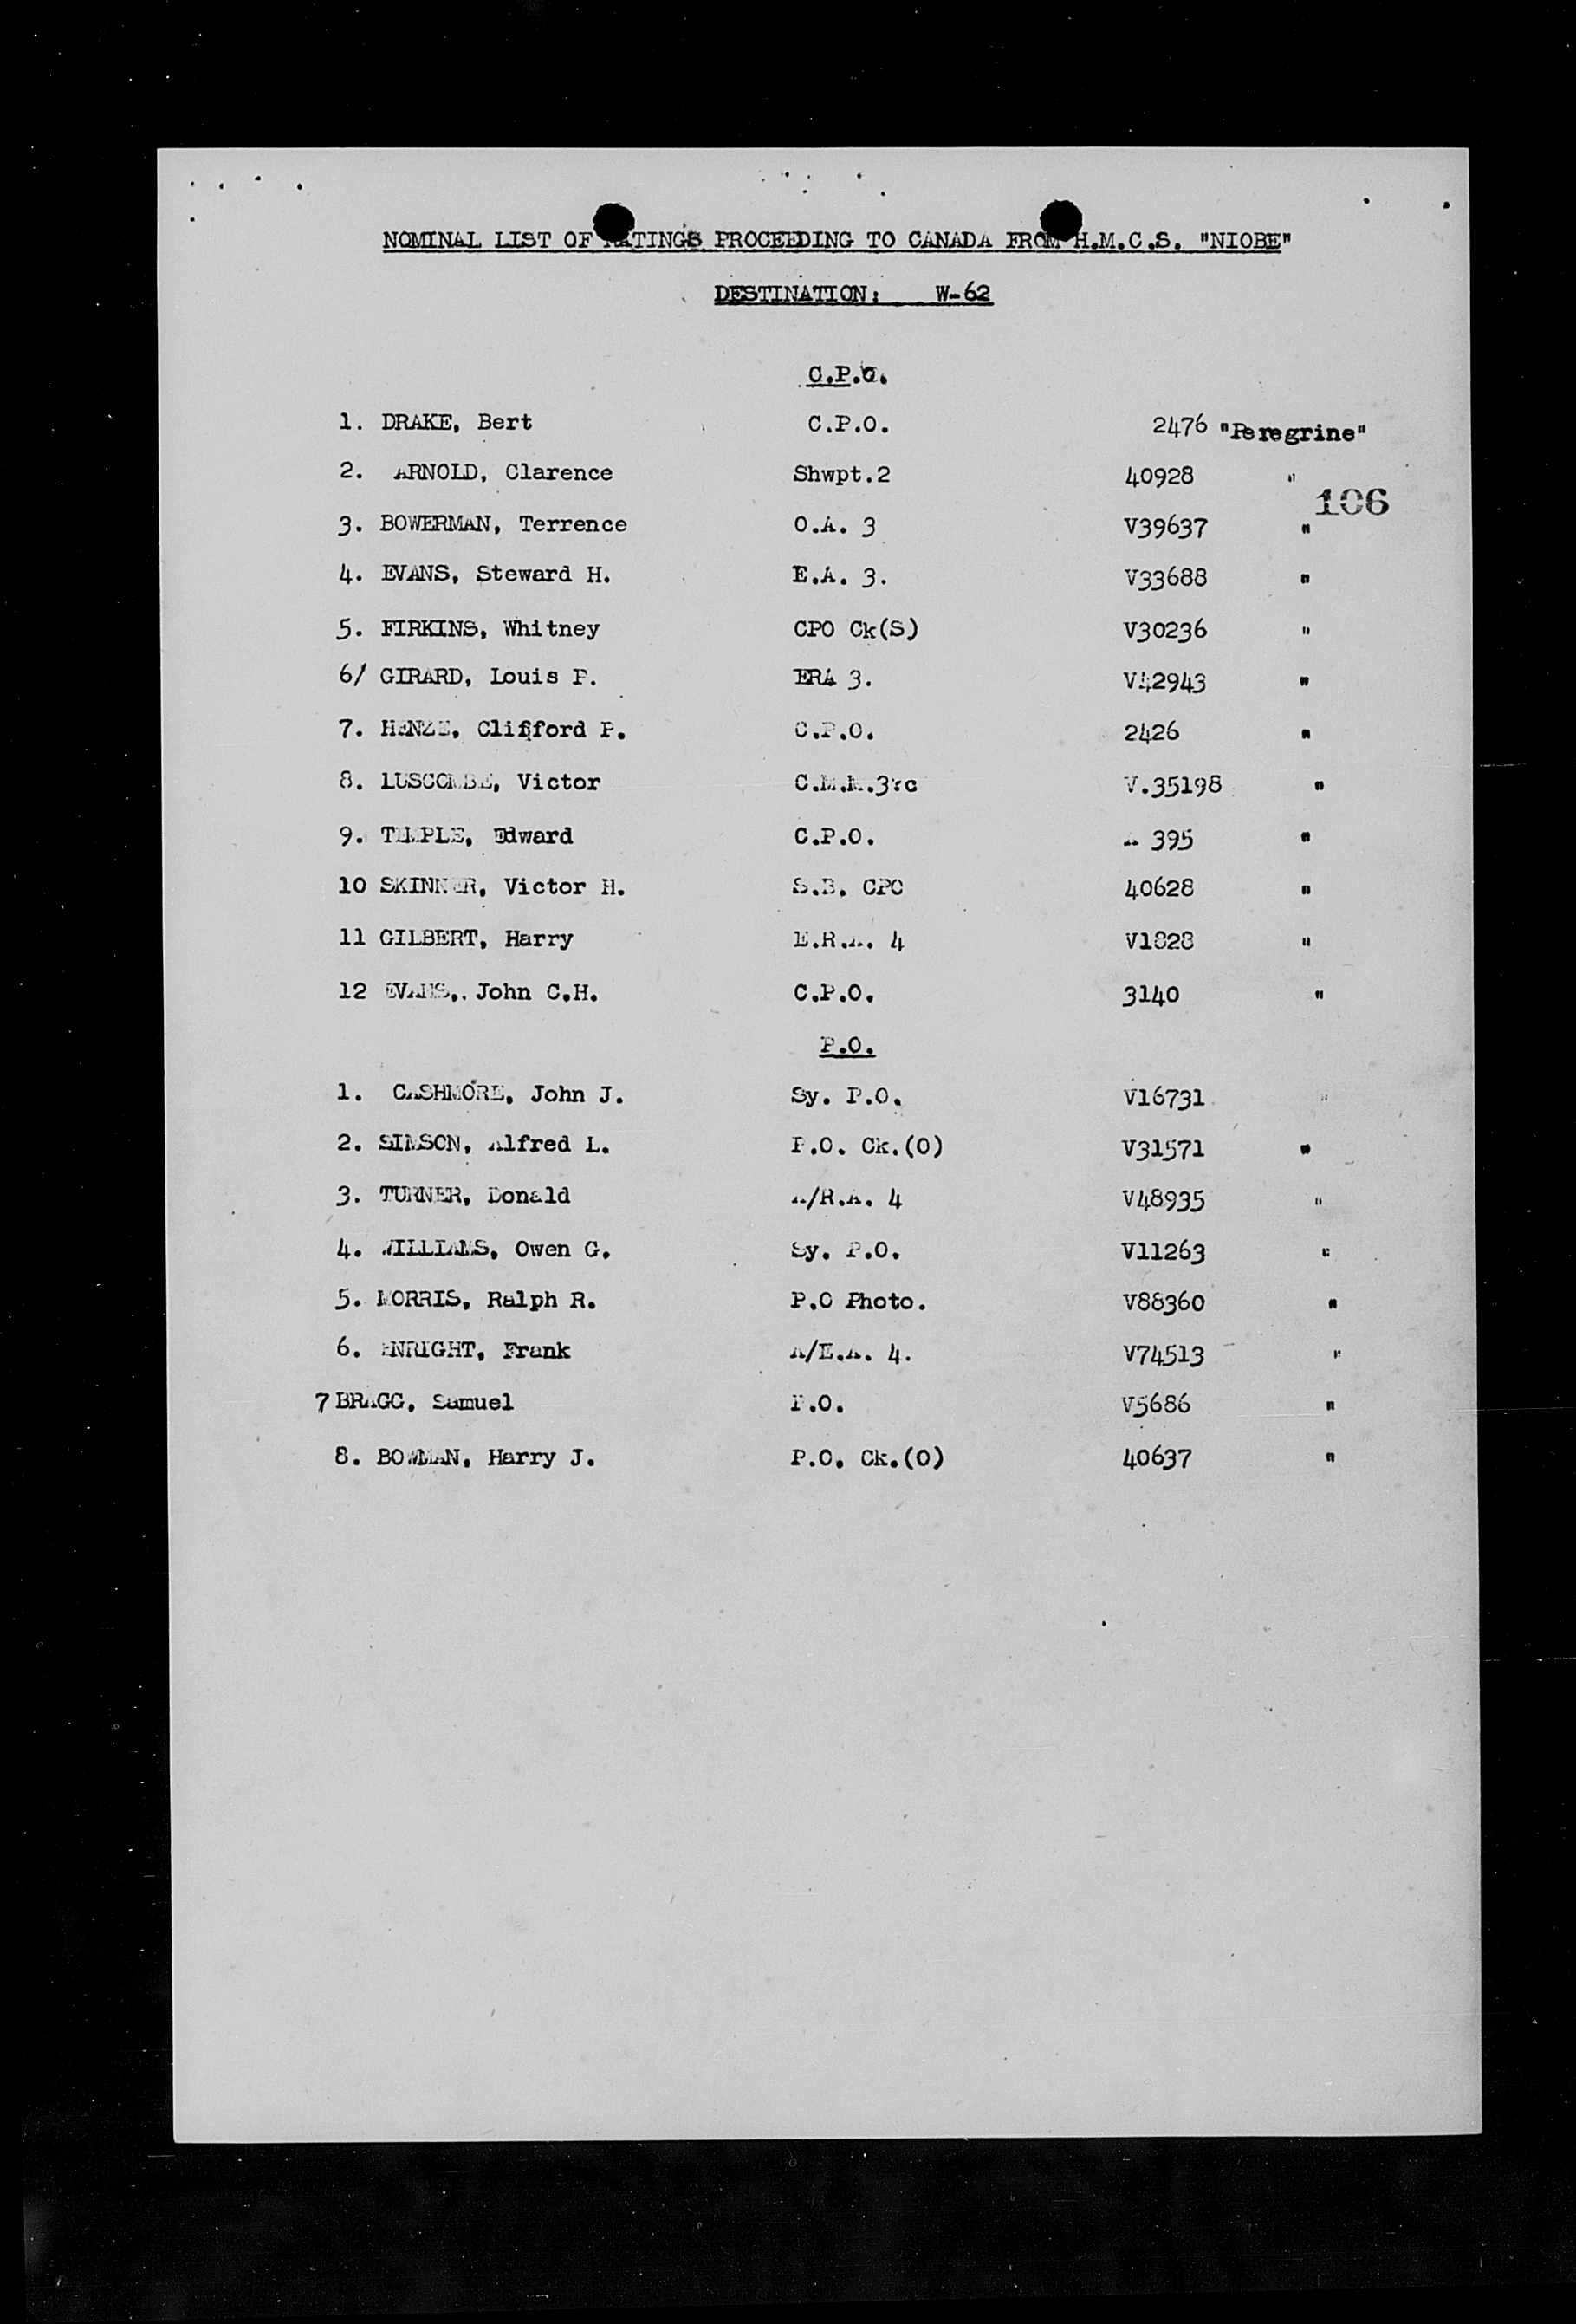 NOMINAL LIST OF RATINGS PROCEEDING TO CANADA FROM H.M.C.S. "NIOBE"
DESTINATION: W-62
C.P.O.
1. DRAKE, Bert C.P.O. 2476 "Peregrine"
2. ARNOLD, Clarence Shwpt.2 40928 "
106
3. BOWERMAN, Terrence O.A. 3 V39637 "
4. EVANS, Steward H. E.A. 3. V33688 "
5. FIRKINS, Whitney CPO Ck(S) V30236 "
6/ GIRARD, Louis P. ERA 3. V42943 "
7. HENZE, Clifford P. C.P.O. 2426 "
8. LUSCOMBE, Victor C.M.M. V.35198 "
9. TEMPLE, Edward C.P.O. A 395 "
10 SKINNER, Victor H. S.B. CPO 40628 "
11 GILBERT, Harry E.R.A. 4 V1828 "
12 EVANS,. John C.H. C.P.O. 3140 "
P.O.
1. CASHMORE, John J. Sy. P.O. V16731 "
2. SIMSON, Alfred L. P.O. Ck.(O) V31571 "
3. TURNER, Donald A/R.A. 4 V48935 "
4. WILLIAMS, Owen G. Sy. P.O. V11263 "
5. MORRIS, Ralph R. P.O Photo. V88360 "
6. ENRIGHT, Frank A/E.A. 4. V74513 "
7 BRAGG, Samuel P.O. V5686 "
8. BOWMAN, Harry J. P.O. Ck.(O) 40637 "